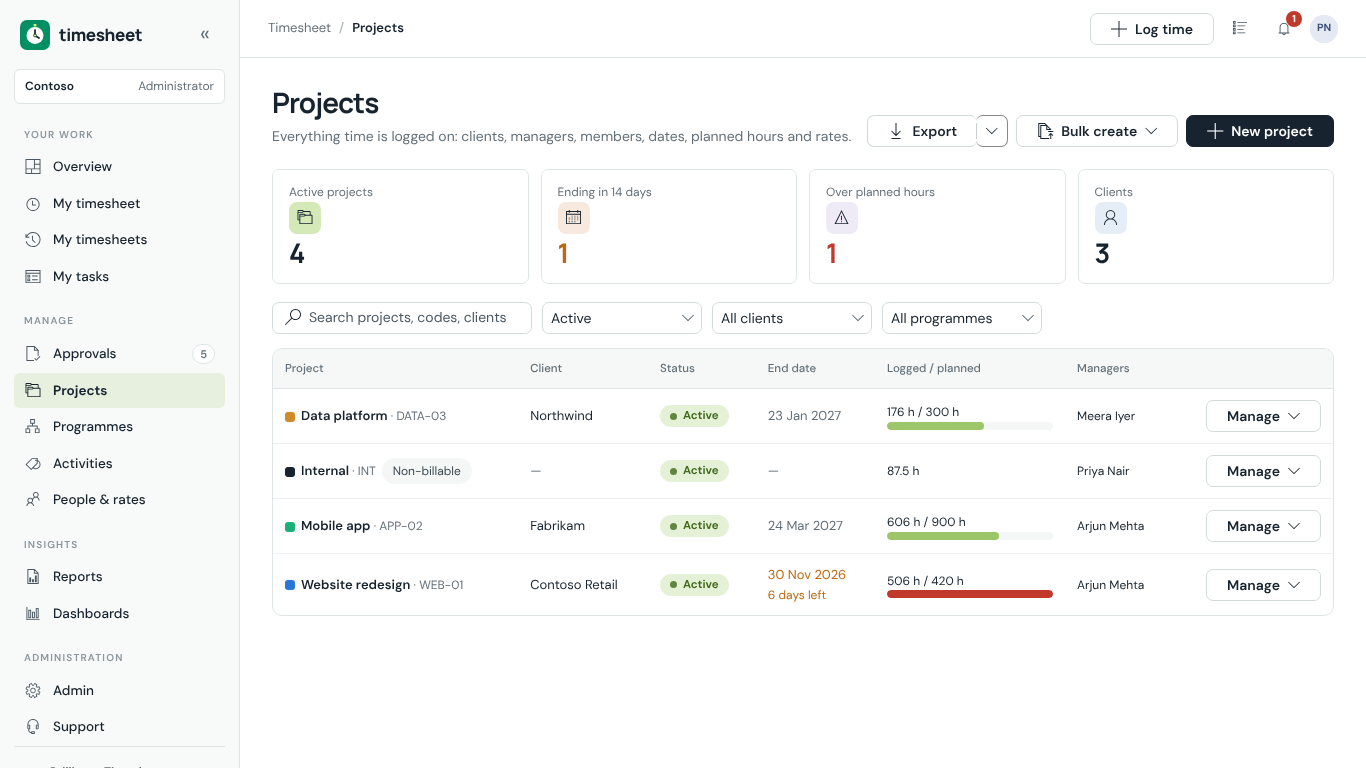 timesheet
«
Contoso Administrator
YOUR WORK
Overview
My timesheet
My timesheets
My tasks
MANAGE
Approvals 5
Projects
Programmes
Activities
People & rates
INSIGHTS
Reports
Dashboards
ADMINISTRATION
Admin
Support
Timesheet / Projects
Log time
1
PN
Projects
Everything time is logged on: clients, managers, members, dates, planned hours and rates.
Export
Bulk create
New project
Active projects
4
Ending in 14 days
1
Over planned hours
1
Clients
3
Search projects, codes, clients
Active
All clients
All programmes
Project Client Status End date Logged / planned Managers
Data platform · DATA-03 Northwind Active 23 Jan 2027 176 h / 300 h Meera Iyer Manage
Internal · INT Non-billable — Active — 87.5 h Priya Nair Manage
Mobile app · APP-02 Fabrikam Active 24 Mar 2027 606 h / 900 h Arjun Mehta Manage
Website redesign · WEB-01 Contoso Retail Active 30 Nov 2026 506 h / 420 h Arjun Mehta Manage
6 days left